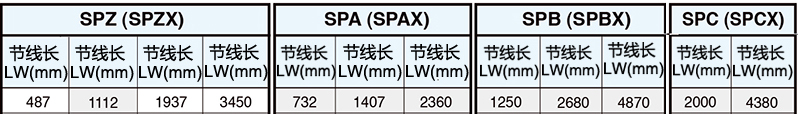 SPZ (SPZX) SPA (SPAX) SPB (SPBX) SPC (SPCX)
节线长 节线长 节线长 节线长 节线长 节线长 节线长 节线长 节线长 节线长 节线长 节线长
LW(mm) LW(mm) LW(mm) LW(mm) LW(mm) LW(mm) LW(mm) LW(mm) LW(mm) LW(mm) LW(mm) LW(mm)
487 1112 1937 3450 732 1407 2360 1250 2680 4870 2000 4380